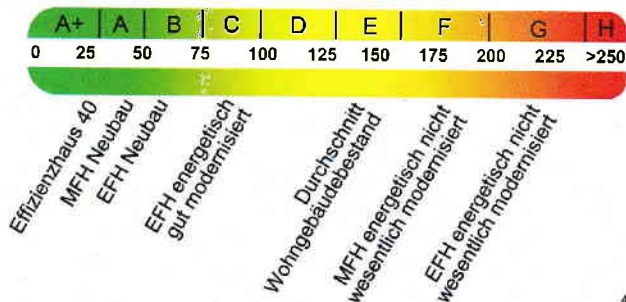 A+ A B C D E F G H
0 25 50 75 100 125 150 175 200 225 >250
Effizienzhaus 40
MFH Neubau
EFH Neubau
EFH energetisch
gut modernisiert
Durchschnitt
Wohngebäudebestand
MFH energetisch nicht
wesentlich modernisiert
EFH energetisch nicht
wesentlich modernisiert